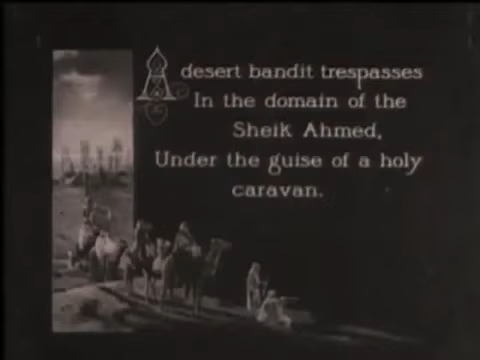 A desert bandit trespasses
In the domain of the
Sheik Ahmed,
Under the guise of a holy
caravan.